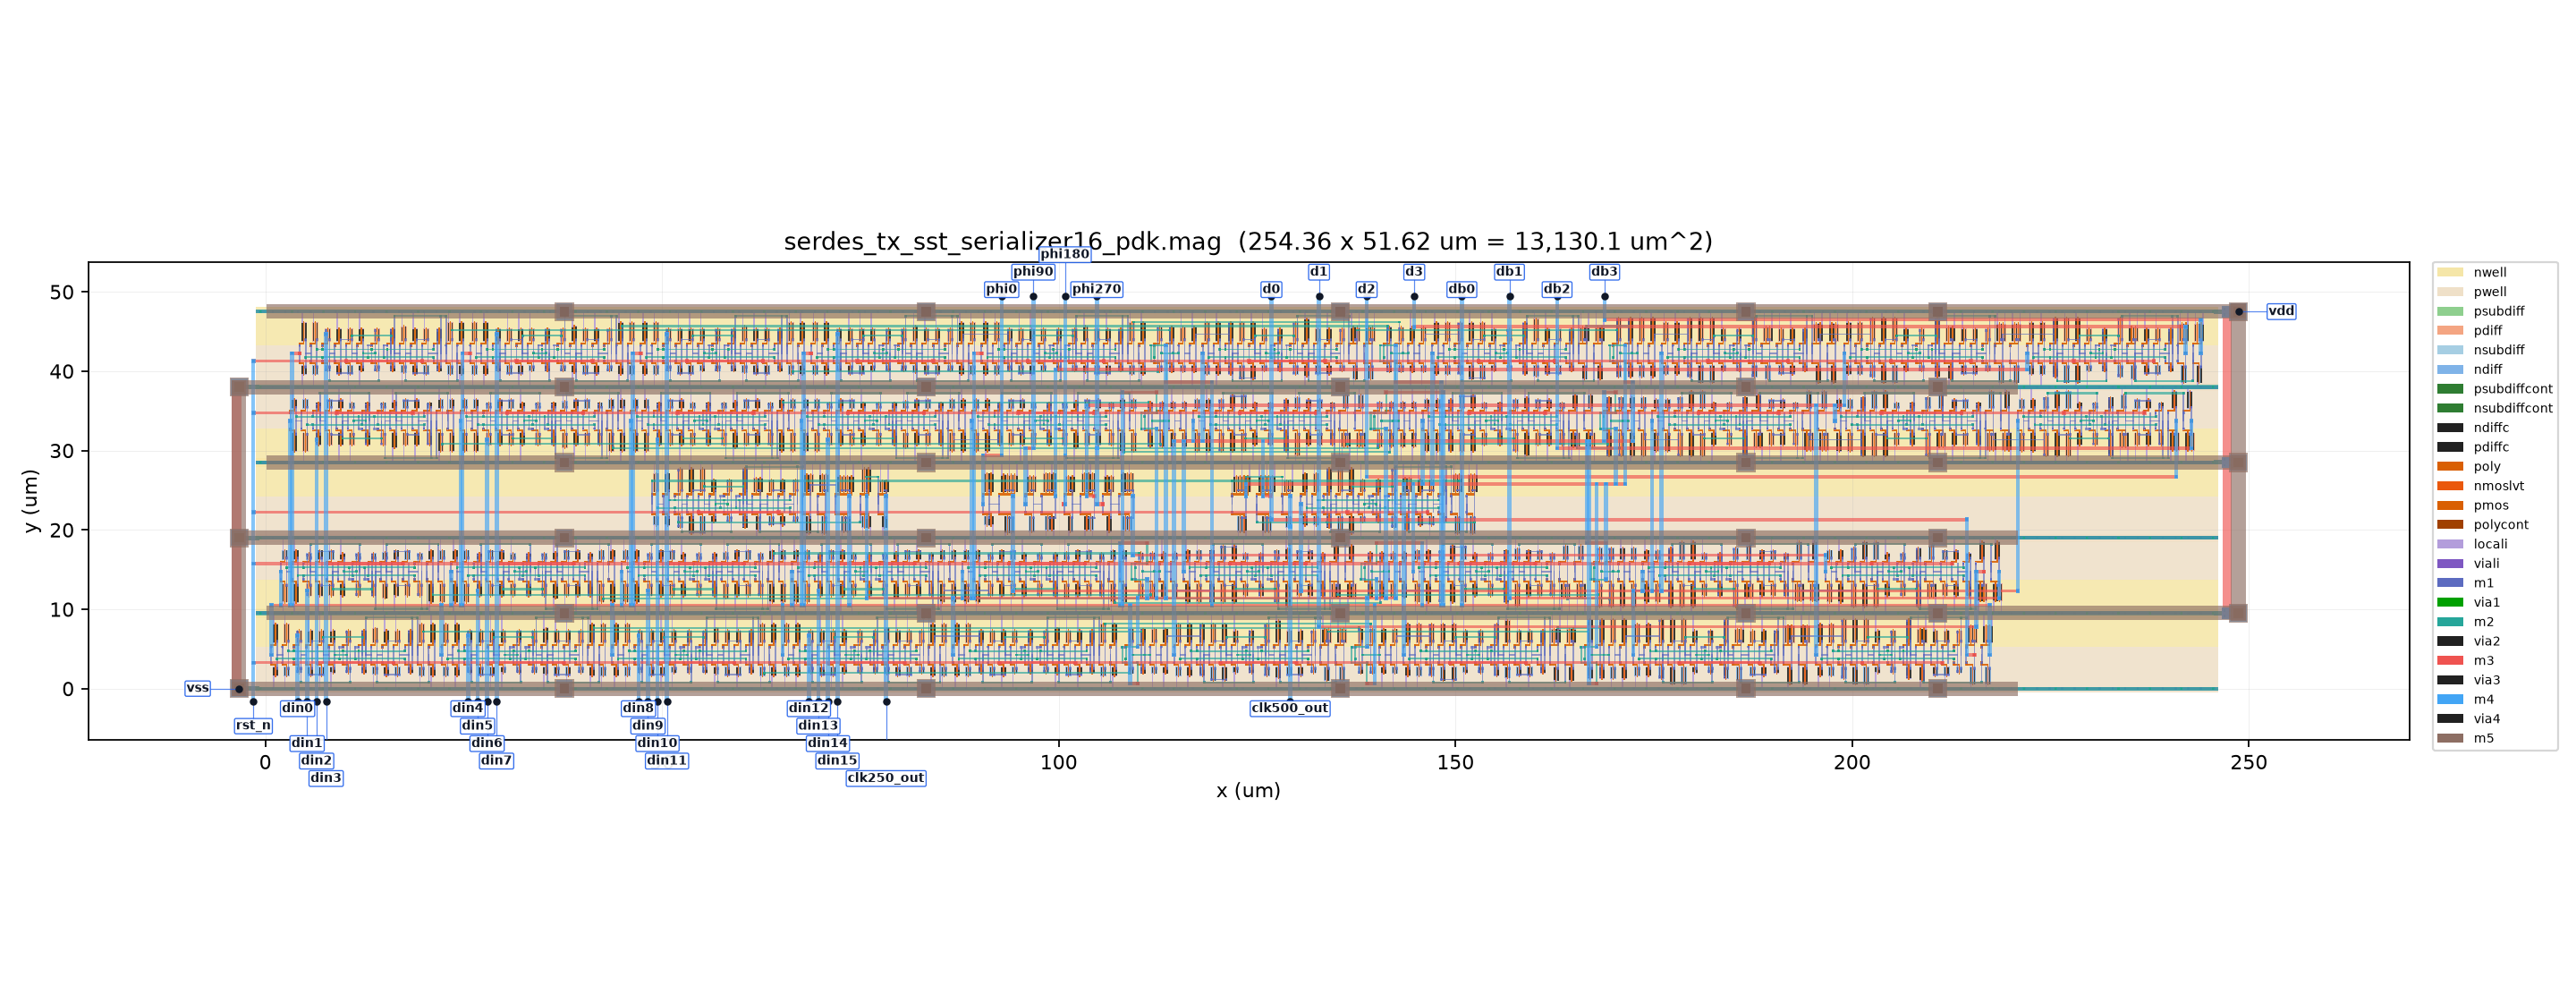 serdes_tx_sst_serializer16_pdk.mag (254.36 x 51.62 um = 13,130.1 um^2)
phi180
phi90
d1
d3
db1
db3
phi0
phi270
d0
d2
db0
db2
vdd
vss
din0
din4
din8
din12
clk500_out
rst_n
din5
din9
din13
din1
din6
din10
din14
din2
din7
din11
din15
din3
clk250_out
50
40
30
20
10
0
y (um)
0
100
150
200
250
x (um)
nwell
pwell
psubdiff
pdiff
nsubdiff
ndiff
psubdiffcont
nsubdiffcont
ndiffc
pdiffc
poly
nmoslvt
pmos
polycont
locali
viali
m1
via1
m2
via2
m3
via3
m4
via4
m5